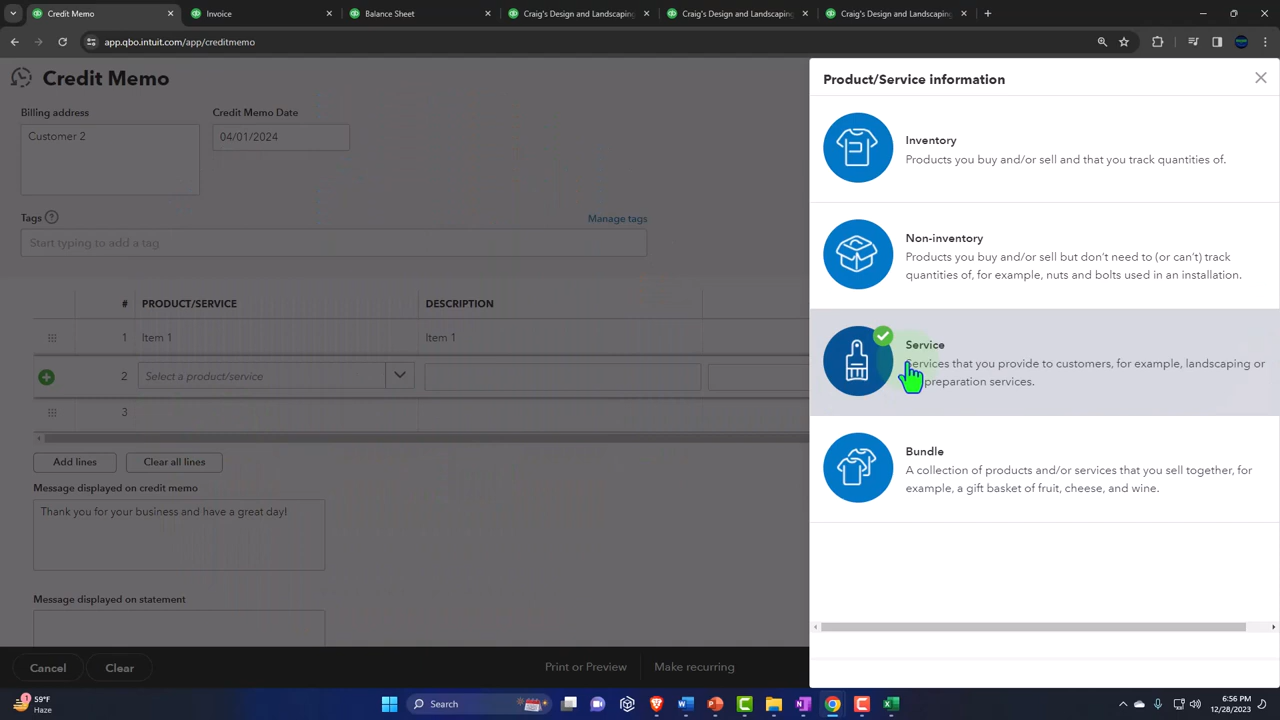 Credit Memo
Invoice
Balance Sheet
Craig's Design and Landscaping
Craig's Design and Landscaping
Craig's Design and Landscaping
app.qbo.intuit.com/app/creditmemo
Credit Memo
Billing address
Credit Memo Date
Customer 2
04/01/2024
Tags
Manage tags
Start typing to add a tag
# PRODUCT/SERVICE DESCRIPTION
1 Item 1 Item 1
2 Select a product/service
3
Add lines
Clear all lines
Message displayed on credit memo
Thank you for your business and have a great day!
Message displayed on statement
Cancel
Clear
Print or Preview
Make recurring
Product/Service information
Inventory
Products you buy and/or sell and that you track quantities of.
Non-inventory
Products you buy and/or sell but don't need to (or can't) track
quantities of, for example, nuts and bolts used in an installation.
Service
Services that you provide to customers, for example, landscaping or
preparation services.
Bundle
A collection of products and/or services that you sell together, for
example, a gift basket of fruit, cheese, and wine.
1
59°F
Haze
Search
6:56 PM
12/28/2023